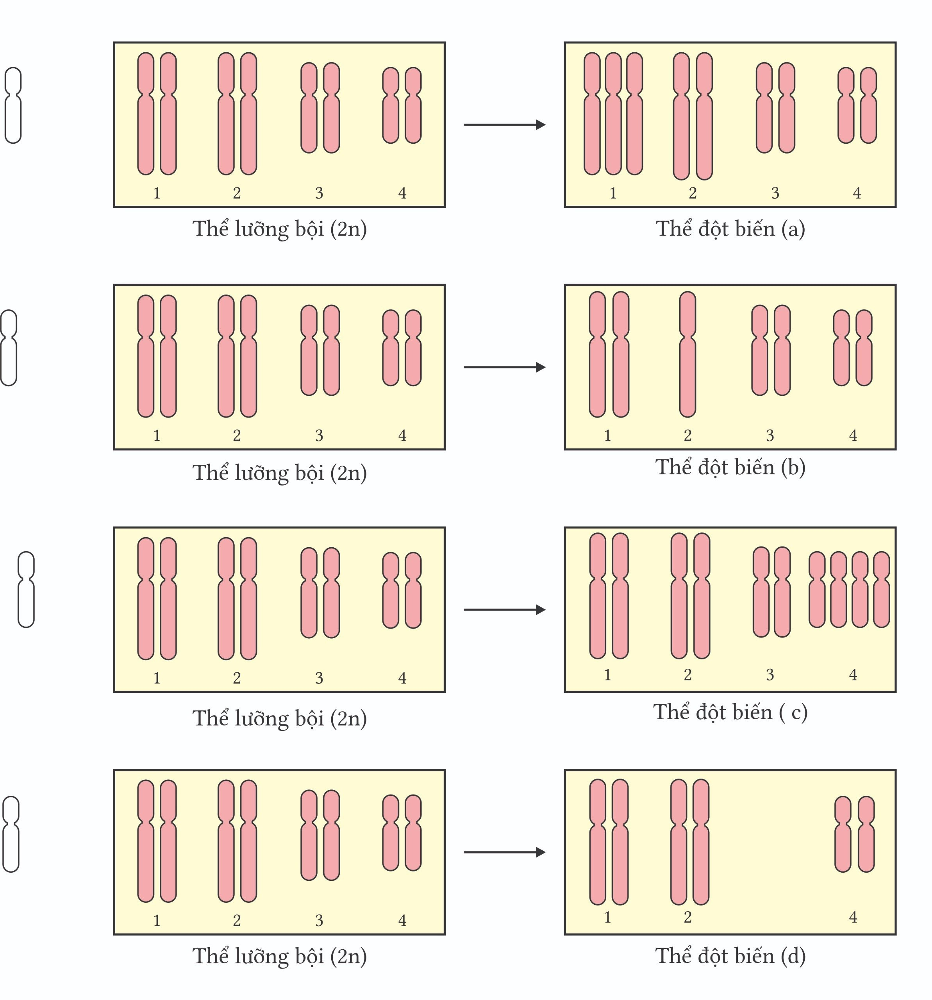 1 2 3 4
1 2 3 4
Thể lưỡng bội (2n)
Thể đột biến (a)
1 2 3 4
1 2 3 4
Thể lưỡng bội (2n)
Thể đột biến (b)
1 2 3 4
1 2 3 4
Thể lưỡng bội (2n)
Thể đột biến ( c)
1 2 3 4
1 2 4
Thể lưỡng bội (2n)
Thể đột biến (d)